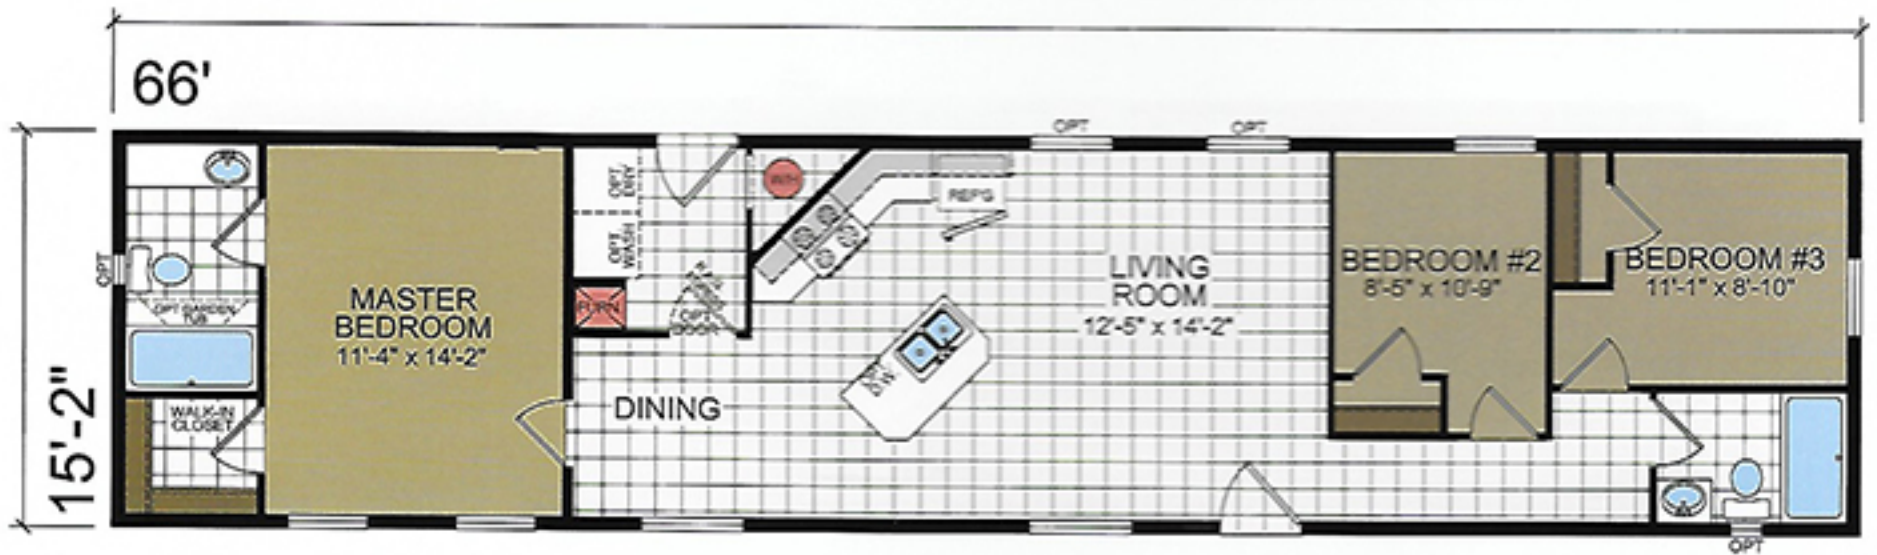 66'
15'-2"
OPT
OPT
OPT
OPT GARDEN
TUB
WALK-IN
CLOSET
MASTER
BEDROOM
11'-4" x 14'-2"
OPT
DRY
OPT
WASH
FURN
OPT
DOOR
W/H
REFG
DINING
OPT
D/W
LIVING
ROOM
12'-5" x 14'-2"
BEDROOM #2
8'-5" x 10'-9"
BEDROOM #3
11'-1" x 8'-10"
OPT